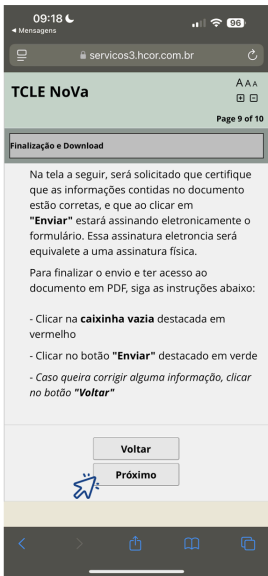 09:18
96
◄ Mensagens
servicos3.hcor.com.br
TCLE NoVa
A A A
Page 9 of 10
Finalização e Download
Na tela a seguir, será solicitado que certifique
que as informações contidas no documento
estão corretas, e que ao clicar em
"Enviar" estará assinando eletronicamente o
formulário. Essa assinatura eletroncia será
equivalete a uma assinatura física.
Para finalizar o envio e ter acesso ao
documento em PDF, siga as instruções abaixo:
- Clicar na caixinha vazia destacada em
vermelho
- Clicar no botão "Enviar" destacado em verde
- Caso queira corrigir alguma informação, clicar
no botão "Voltar"
Voltar
Próximo